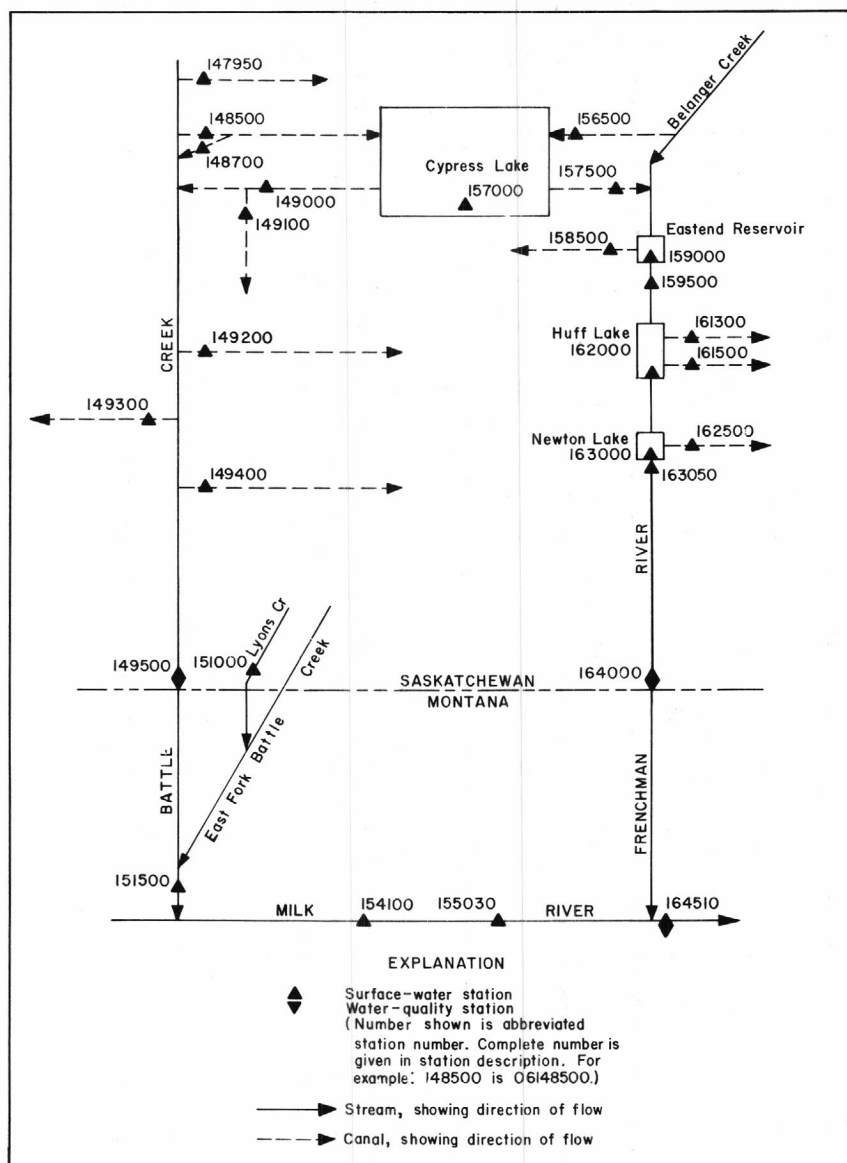 147950
Belanger Creek
148500
156500
148700
Cypress Lake
157500
149000
157000
149100
Eastend Reservoir
158500
159000
159500
CREEK
149200
Huff Lake
162000
161300
161500
149300
Newton Lake
163000
162500
163050
149400
RIVER
Lyons Cr
151000
Creek
149500
164000
SASKATCHEWAN
MONTANA
BATTLE
East Fork Battle
FRENCHMAN
151500
154100
155030
164510
MILK
RIVER
EXPLANATION
Surface-water station
Water-quality station
(Number shown is abbreviated
station number. Complete number is
given in station description. For
example: 148500 is 06148500.)
Stream, showing direction of flow
Canal, showing direction of flow